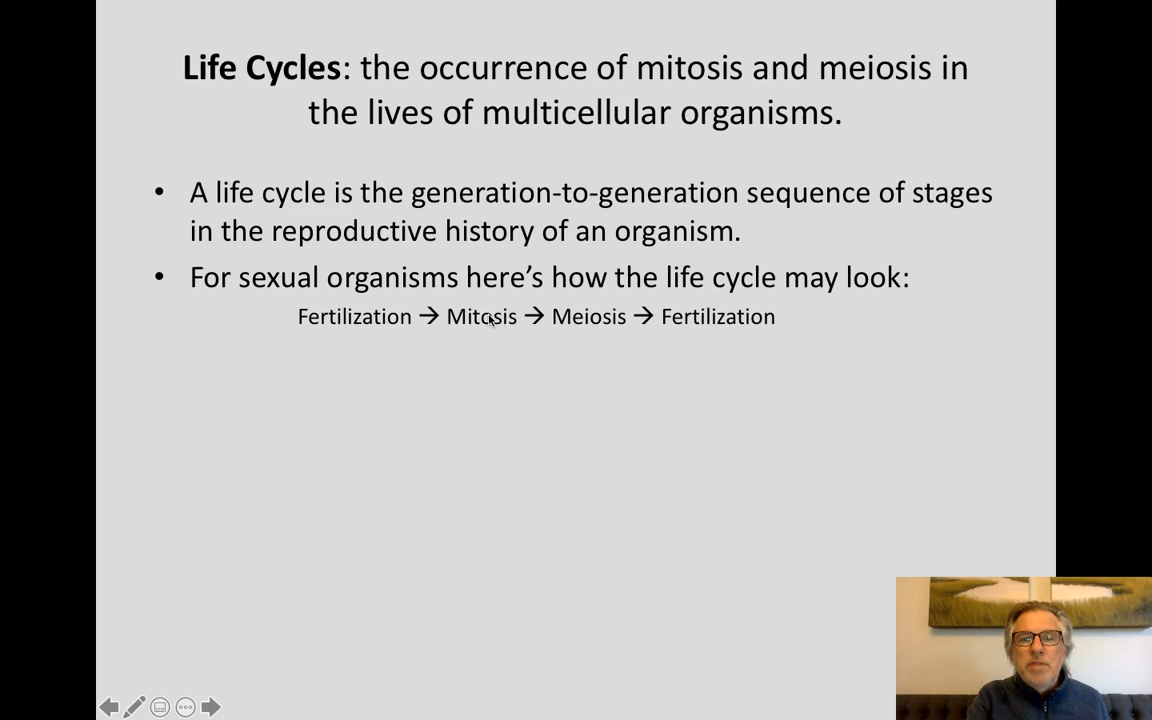 Life Cycles: the occurrence of mitosis and meiosis in
the lives of multicellular organisms.
• A life cycle is the generation-to-generation sequence of stages
in the reproductive history of an organism.
• For sexual organisms here’s how the life cycle may look:
Fertilization → Mitosis → Meiosis → Fertilization